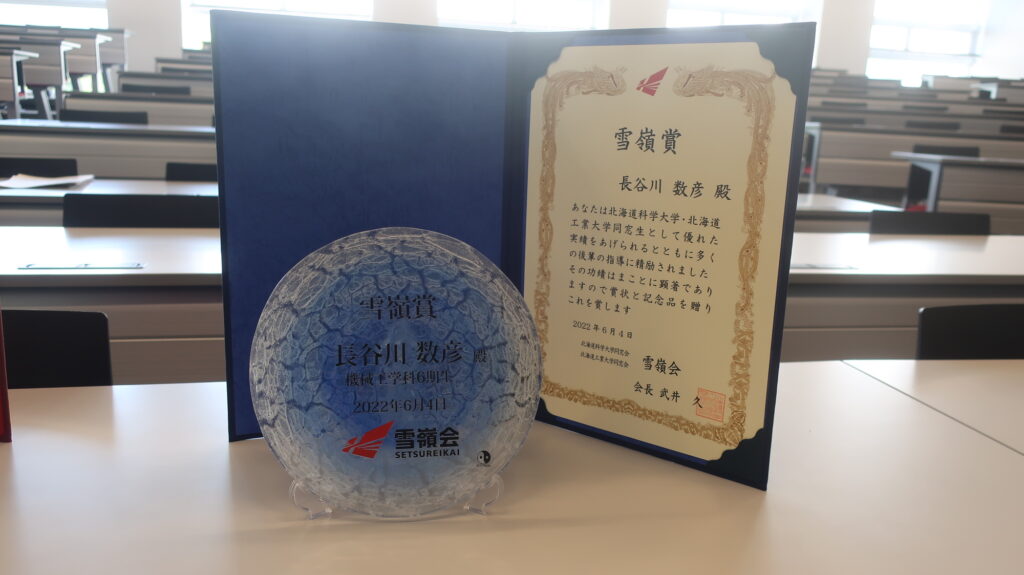 雪嶺賞
長谷川 数彦 殿
機械工学科6期生
2022年6月4日
雪嶺会
SETSUREIKAI
雪嶺賞
長谷川 数彦 殿
あなたは北海道科学大学・北海道
工業大学同窓生として優れた
実績をあげられるとともに多く
の後輩の指導に精励されました
その功績はまことに顕著であり
ますので賞状と記念品を贈り
これを賞します
2022年6月4日
北海道科学大学同窓会
北海道工業大学同窓会
雪嶺会
会長 武井 久